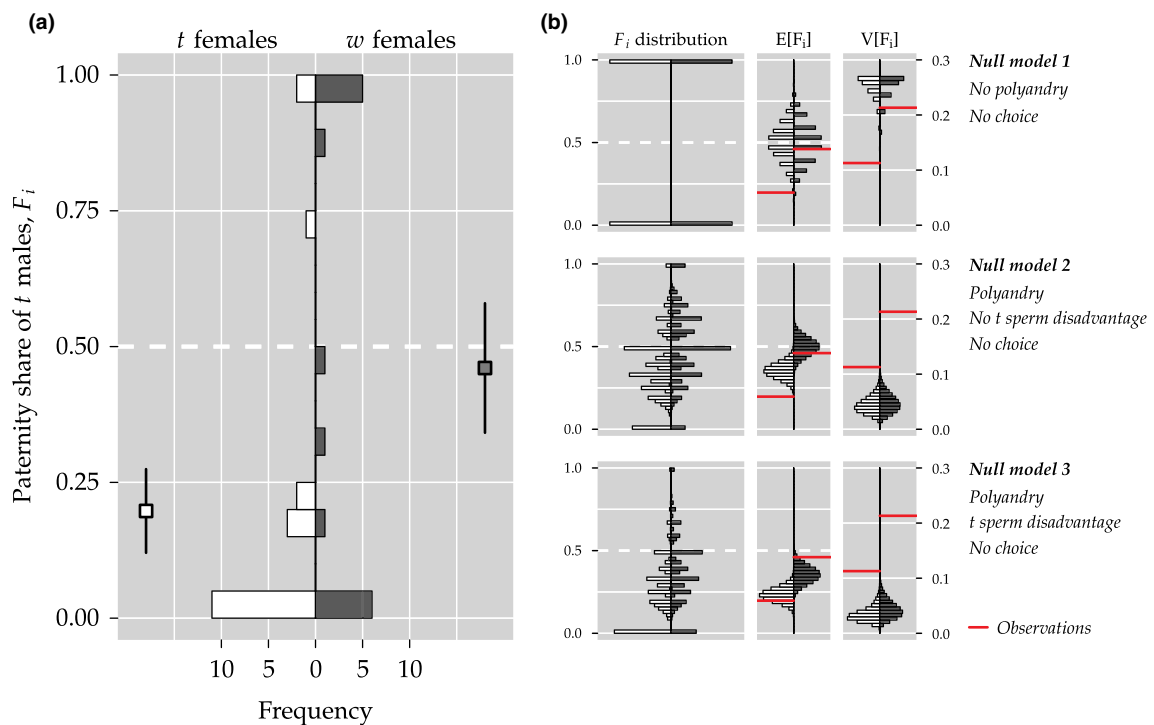 (a)
t females
w females
1.00
0.75
0.50
0.25
0.00
Paternity share of t males, F i
10
5
0
5
10
Frequency
(b)
F i distribution
E[Fi]
V[Fi]
1.0
0.5
0.0
0.3
0.2
0.1
0.0
Null model 1
No polyandry
No choice
1.0
0.5
0.0
0.3
0.2
0.1
0.0
Null model 2
Polyandry
No t sperm disadvantage
No choice
1.0
0.5
0.0
0.3
0.2
0.1
0.0
Null model 3
Polyandry
t sperm disadvantage
No choice
Observations